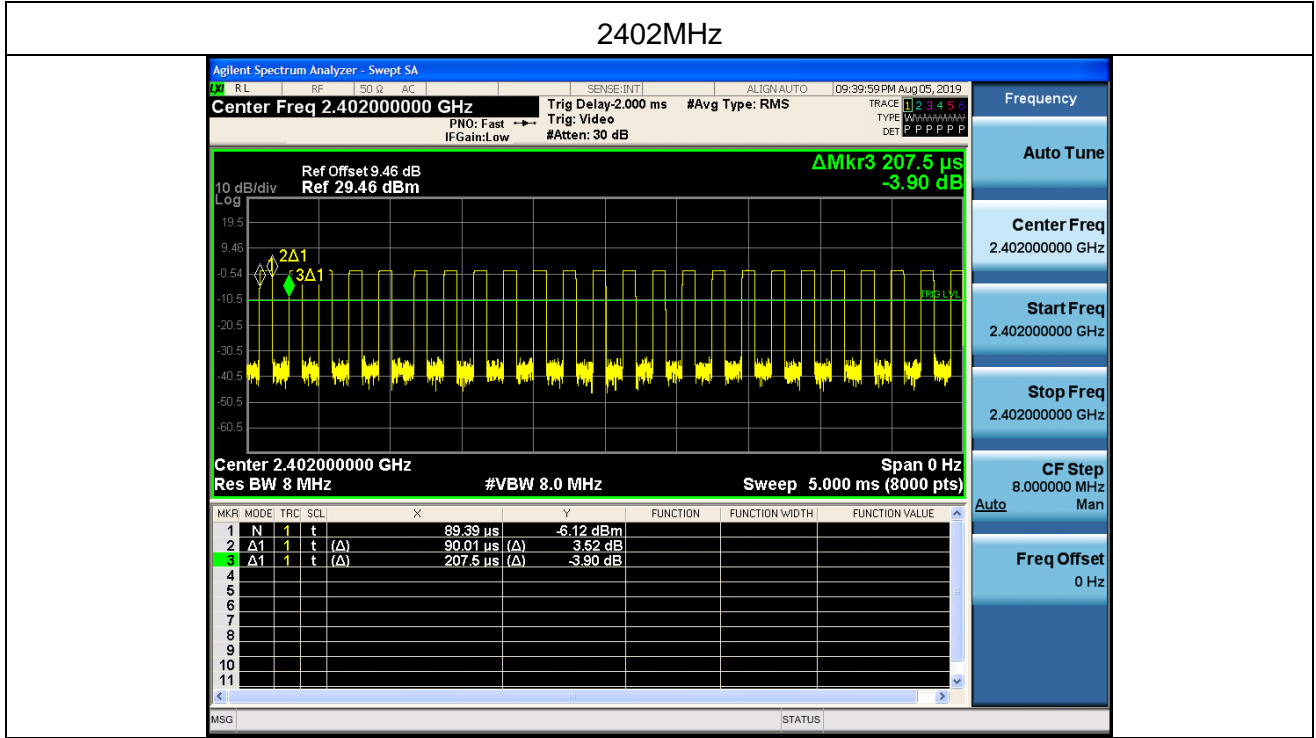 2402MHz
Agilent Spectrum Analyzer - Swept SA
LXI RL RF 50 Ω AC SENSE:INT ALIGN AUTO 09:39:59 PM Aug 05, 2019
Center Freq 2.402000000 GHz Trig Delay-2.000 ms #Avg Type: RMS TRACE 1 2 3 4 5 6
PNO: Fast Trig: Video TYPE
IFGain:Low #Atten: 30 dB DET P P P P P P
Frequency
Auto Tune
Center Freq
2.402000000 GHz
Start Freq
2.402000000 GHz
Stop Freq
2.402000000 GHz
CF Step
8.000000 MHz
Auto Man
Freq Offset
0 Hz
ΔMkr3 207.5 µs
-3.90 dB
Ref Offset 9.46 dB
10 dB/div Ref 29.46 dBm
Log
19.5
9.46
-0.54
-10.5
-20.5
-30.5
-40.5
-50.5
-60.5
1
2Δ1
3Δ1
TRIG LVL
Center 2.402000000 GHz Span 0 Hz
Res BW 8 MHz #VBW 8.0 MHz Sweep 5.000 ms (8000 pts)
MKR MODE TRC SCL X Y FUNCTION FUNCTION WIDTH FUNCTION VALUE
1 N 1 t 89.39 µs -6.12 dBm
2 Δ1 1 t (Δ) 90.01 µs (Δ) 3.52 dB
3 Δ1 1 t (Δ) 207.5 µs (Δ) -3.90 dB
4
5
6
7
8
9
10
11
MSG STATUS